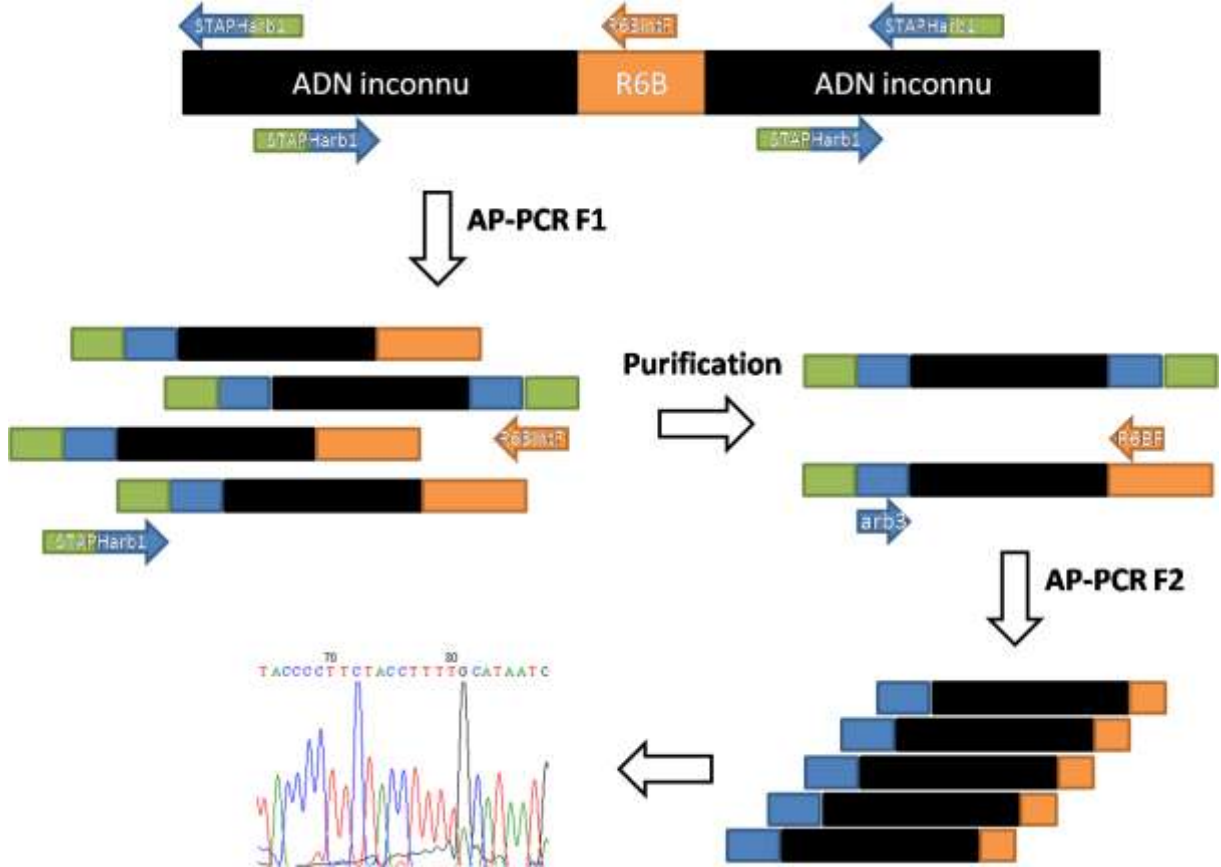 STAPHarb1
R6BIntR
STAPHarb1
ADN inconnu
R6B
ADN inconnu
STAPHarb1
STAPHarb1
AP-PCR F1
Purification
R6BIntR
R6BF
STAPHarb1
arb3
AP-PCR F2
70 80
TACCGCTTCTACCTTTTGCATAATC